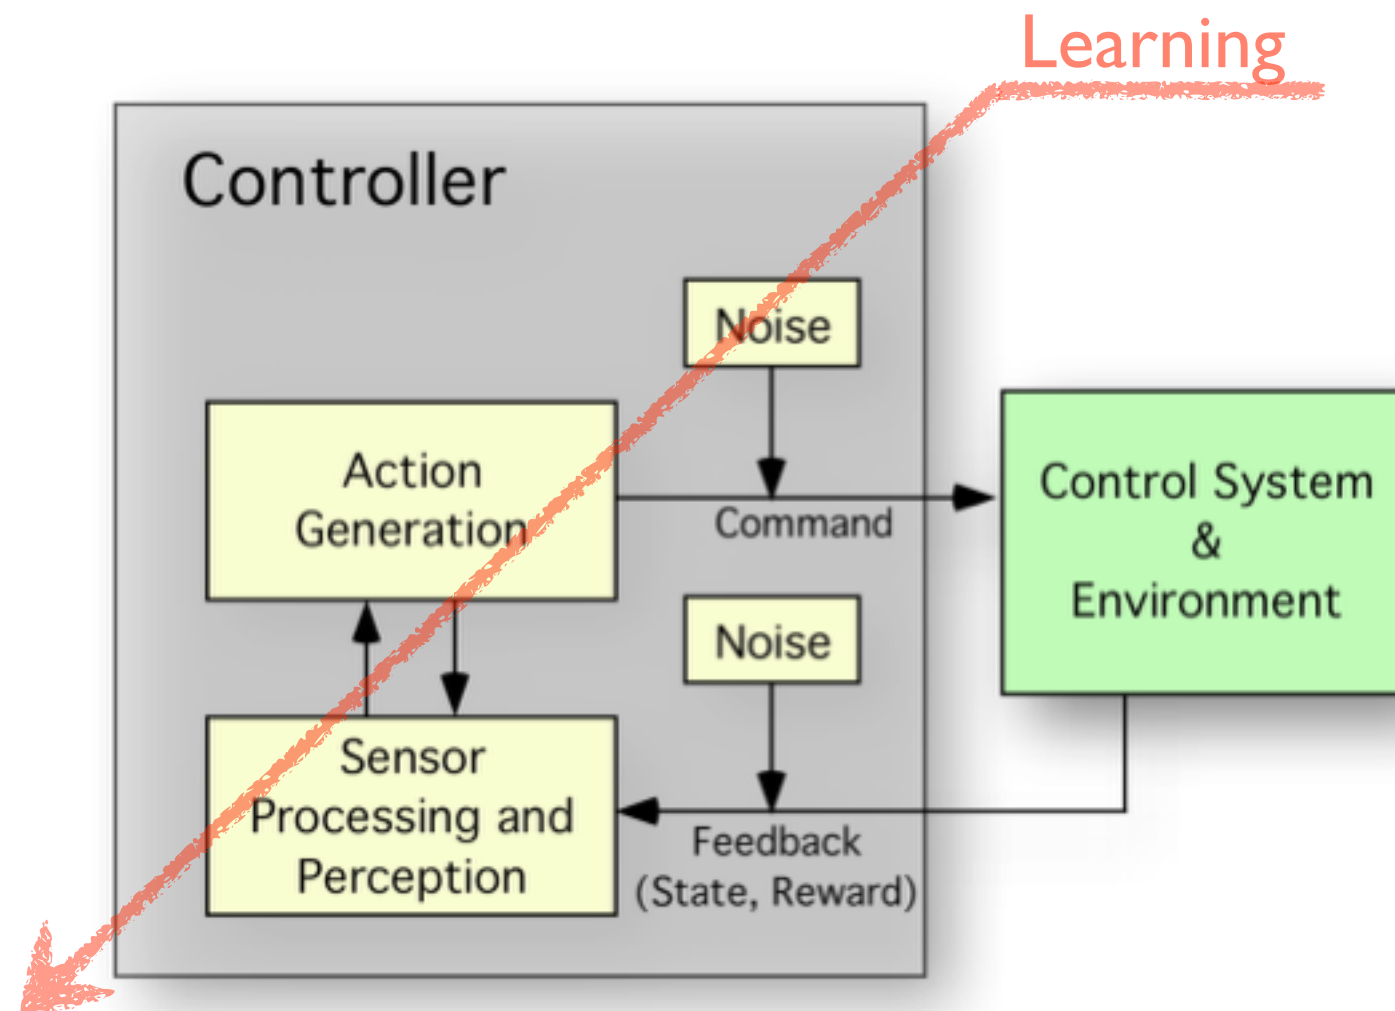 Learning
Controller
Noise
Action
Generation
Command
Control System
&
Environment
Noise
Sensor
Processing and
Perception
Feedback
(State, Reward)